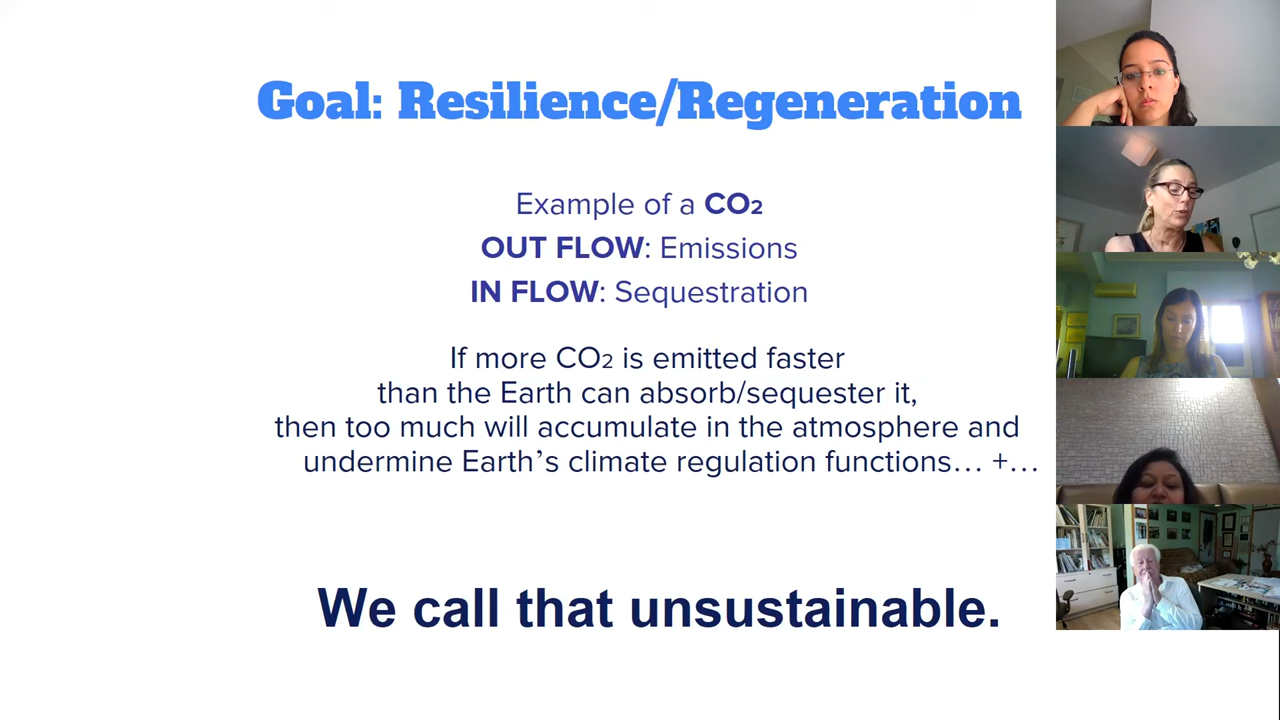 Goal: Resilience/Regeneration
Example of a CO₂
OUT FLOW: Emissions
IN FLOW: Sequestration
If more CO₂ is emitted faster
than the Earth can absorb/sequester it,
then too much will accumulate in the atmosphere and
undermine Earth’s climate regulation functions… +…
We call that unsustainable.